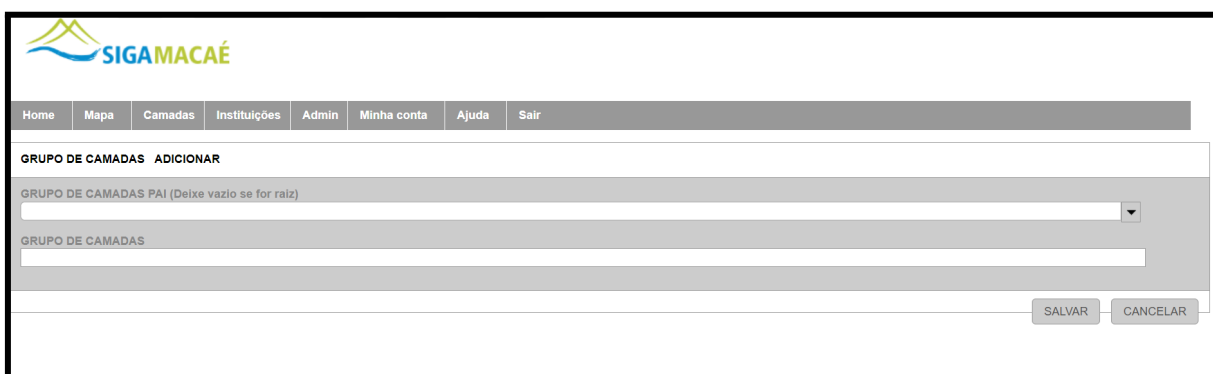 SIGAMACAÉ
Home Mapa Camadas Instituições Admin Minha conta Ajuda Sair
GRUPO DE CAMADAS ADICIONAR
GRUPO DE CAMADAS PAI (Deixe vazio se for raiz)
GRUPO DE CAMADAS
SALVAR CANCELAR